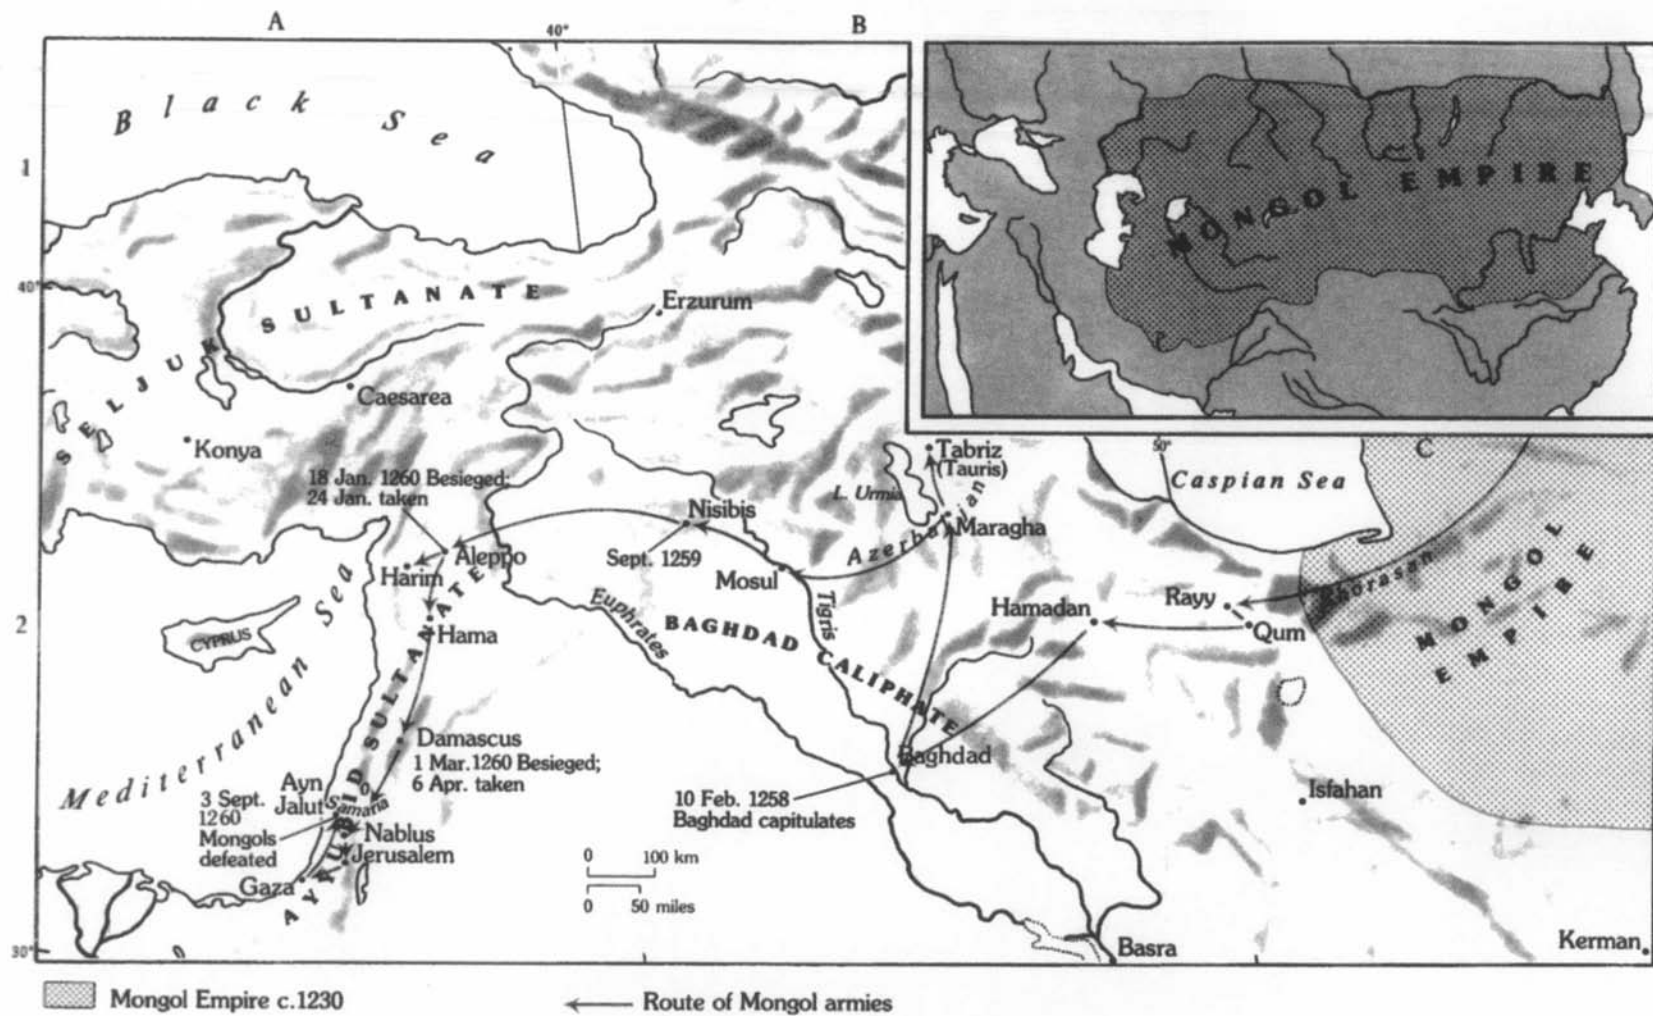 A
B
40°
Black Sea
1
MONGOL EMPIRE
40°
SULTANATE
Erzurum
SELJUK
Caesarea
Konya
Tabriz
(Tauris)
50°
C
Caspian Sea
18 Jan. 1260 Besieged;
24 Jan. taken
L. Urmia
Nisibis
Maragha
Azerbaijan
Sept. 1259
Aleppo
Harim
Mosul
Khorasan
MONGOL
EMPIRE
Rayy
Hamadan
Qum
2
CYPRUS
Hama
Euphrates
Tigris
BAGHDAD CALIPHATE
Mediterranean Sea
AYYUBID SULTANATE
Damascus
1 Mar. 1260 Besieged;
6 Apr. taken
Baghdad
Ayn
Jalut
Samaria
3 Sept.
1260
Mongols
defeated
10 Feb. 1258
Baghdad capitulates
Isfahan
Nablus
Jerusalem
Gaza
0 100 km
0 50 miles
30°
Basra
Kerman
Mongol Empire c.1230
Route of Mongol armies